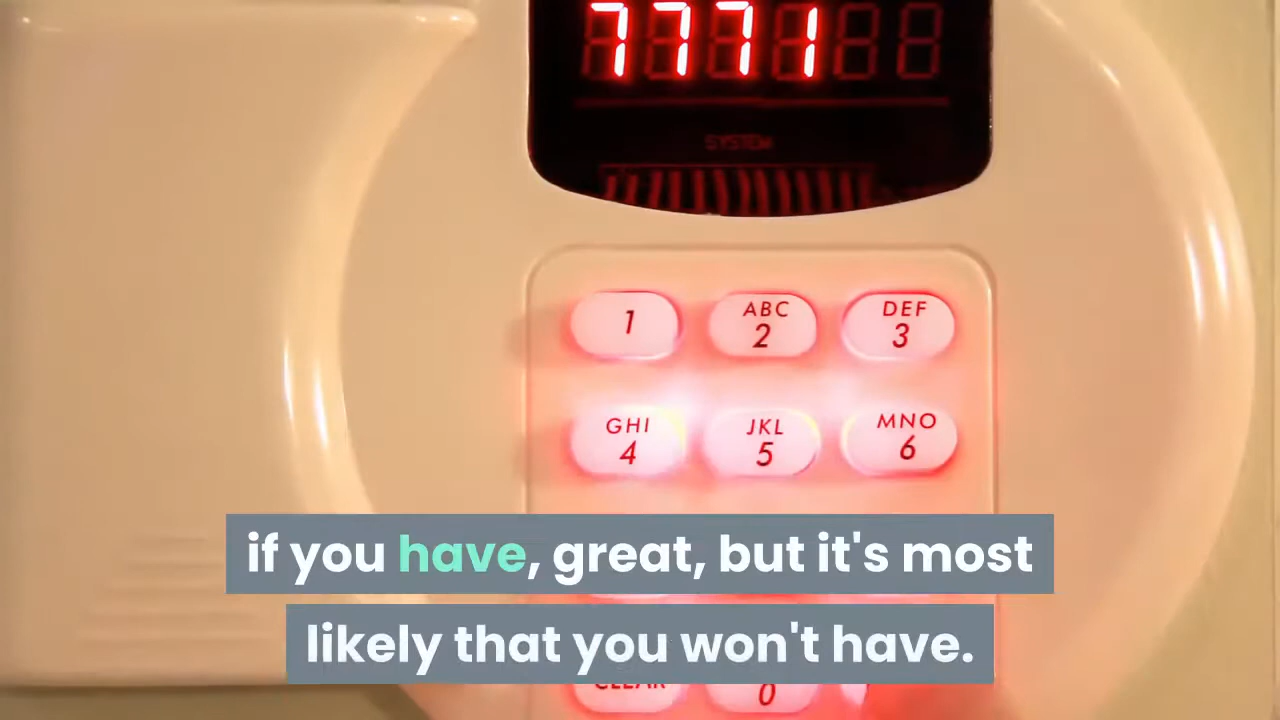 7771
SYSTEM
1
ABC
2
DEF
3
GHI
4
JKL
5
MNO
6
if you have, great, but it's most
likely that you won't have.
CLEAR
0